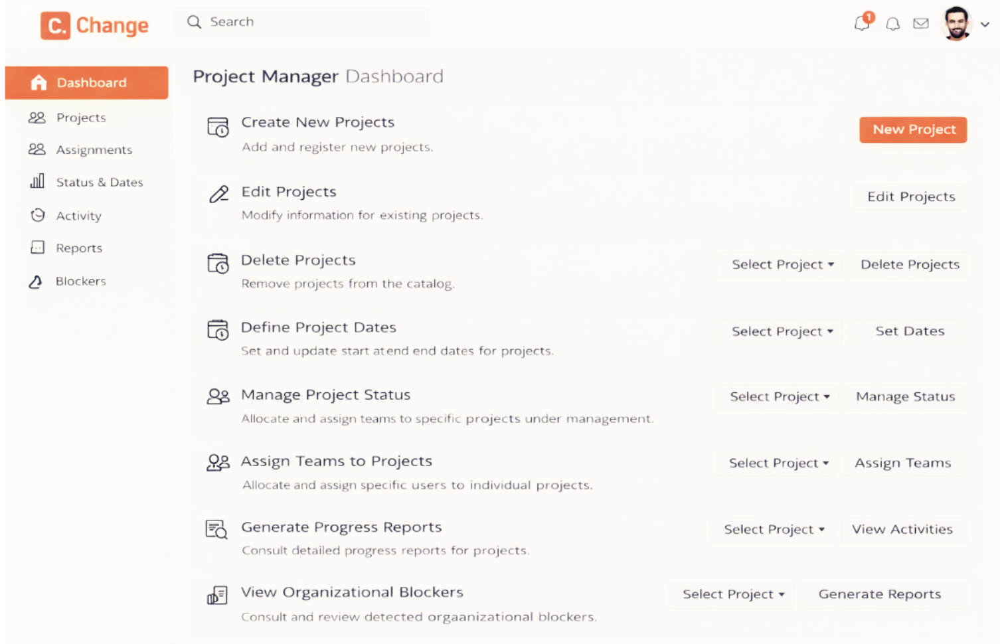 C. Change
Search
1
Dashboard
Projects
Assignments
Status & Dates
Activity
Reports
Blockers
Project Manager Dashboard
Create New Projects
Add and register new projects.
New Project
Edit Projects
Modify information for existing projects.
Edit Projects
Delete Projects
Remove projects from the catalog.
Select Project
Delete Projects
Define Project Dates
Set and update start atend end dates for projects.
Select Project
Set Dates
Manage Project Status
Allocate and assign teams to specific projects under management.
Select Project
Manage Status
Assign Teams to Projects
Allocate and assign specific users to individual projects.
Select Project
Assign Teams
Generate Progress Reports
Consult detailed progress reports for projects.
Select Project
View Activities
View Organizational Blockers
Consult and review detected orgaanizational blockers.
Select Project
Generate Reports